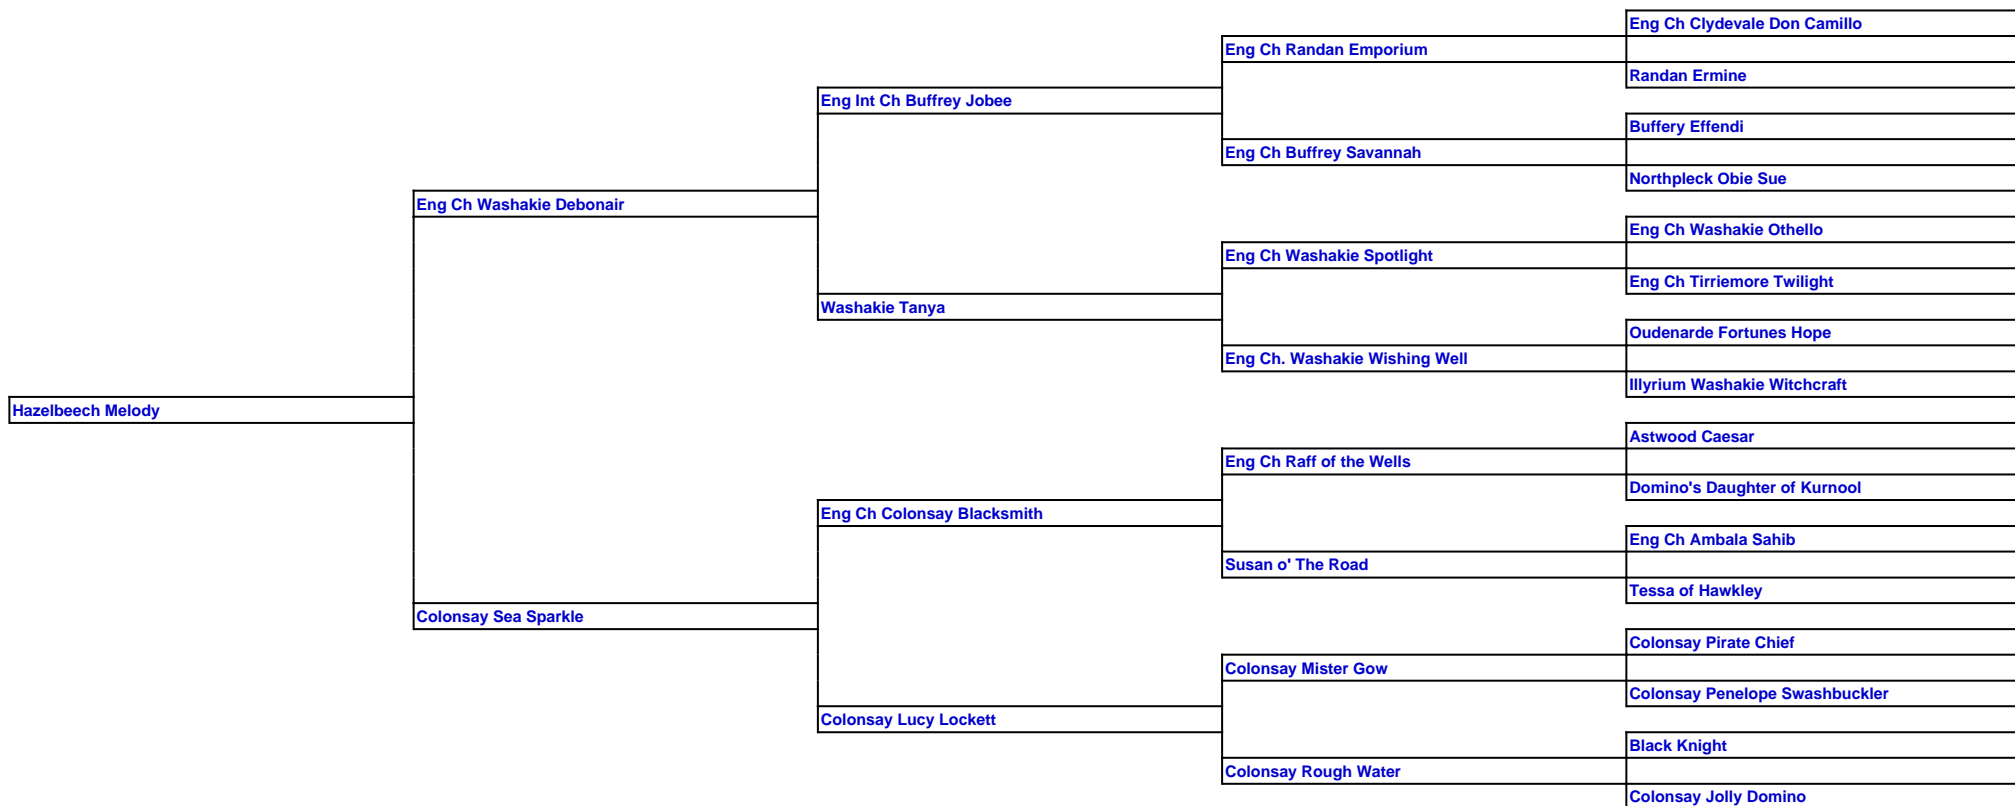 Eng Ch Clydevale Don Camillo
Eng Ch Randan Emporium
Randan Ermine
Eng Int Ch Buffrey Jobee
Buffery Effendi
Eng Ch Buffrey Savannah
Northpleck Obie Sue
Eng Ch Washakie Debonair
Eng Ch Washakie Othello
Eng Ch Washakie Spotlight
Eng Ch Tirriemore Twilight
Washakie Tanya
Oudenarde Fortunes Hope
Eng Ch. Washakie Wishing Well
Illyrium Washakie Witchcraft
Hazelbeech Melody
Astwood Caesar
Eng Ch Raff of the Wells
Domino's Daughter of Kurnool
Eng Ch Colonsay Blacksmith
Eng Ch Ambala Sahib
Susan o' The Road
Tessa of Hawkley
Colonsay Sea Sparkle
Colonsay Pirate Chief
Colonsay Mister Gow
Colonsay Penelope Swashbuckler
Colonsay Lucy Lockett
Black Knight
Colonsay Rough Water
Colonsay Jolly Domino